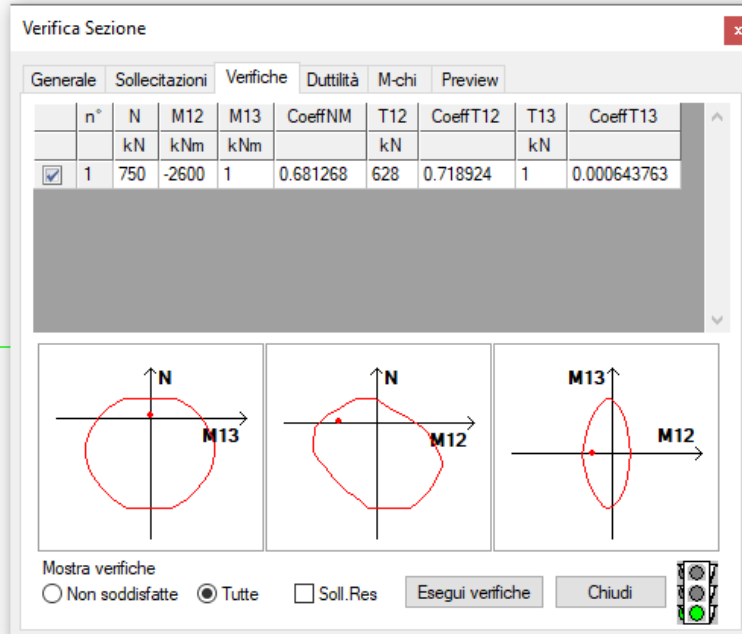 Verifica Sezione
x
Generale Sollecitazioni Verifiche Duttilità M-chi Preview
n° N M12 M13 CoeffNM T12 CoeffT12 T13 CoeffT13
kN kNm kNm kN kN
1 750 -2600 1 0.681268 628 0.718924 1 0.000643763
N
M13
N
M12
M13
M12
Mostra verifiche
Non soddisfatte Tutte Soll.Res Esegui verifiche Chiudi